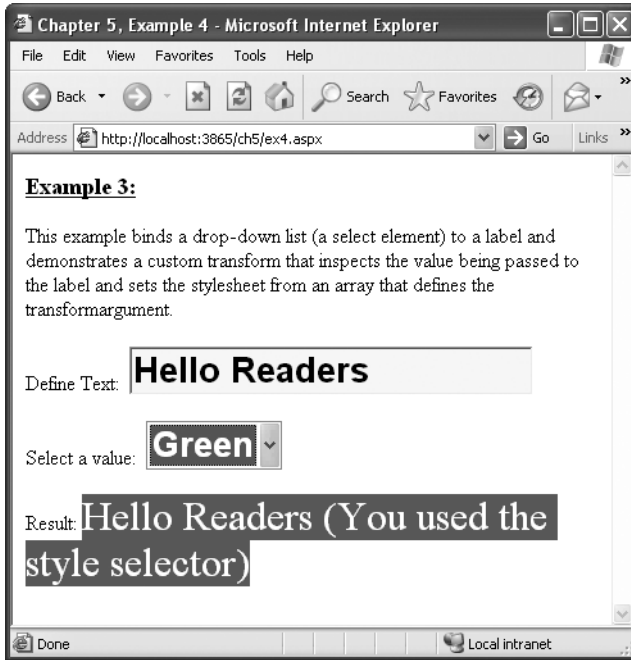 Chapter 5, Example 4 - Microsoft Internet Explorer
File Edit View Favorites Tools Help
Back Search Favorites »
Address http://localhost:3865/ch5/ex4.aspx Go Links »
Example 3:
This example binds a drop-down list (a select element) to a label and
demonstrates a custom transform that inspects the value being passed to
the label and sets the stylesheet from an array that defines the
transformargument.
Define Text: Hello Readers
Select a value: Green
Result: Hello Readers (You used the
style selector)
Done Local intranet